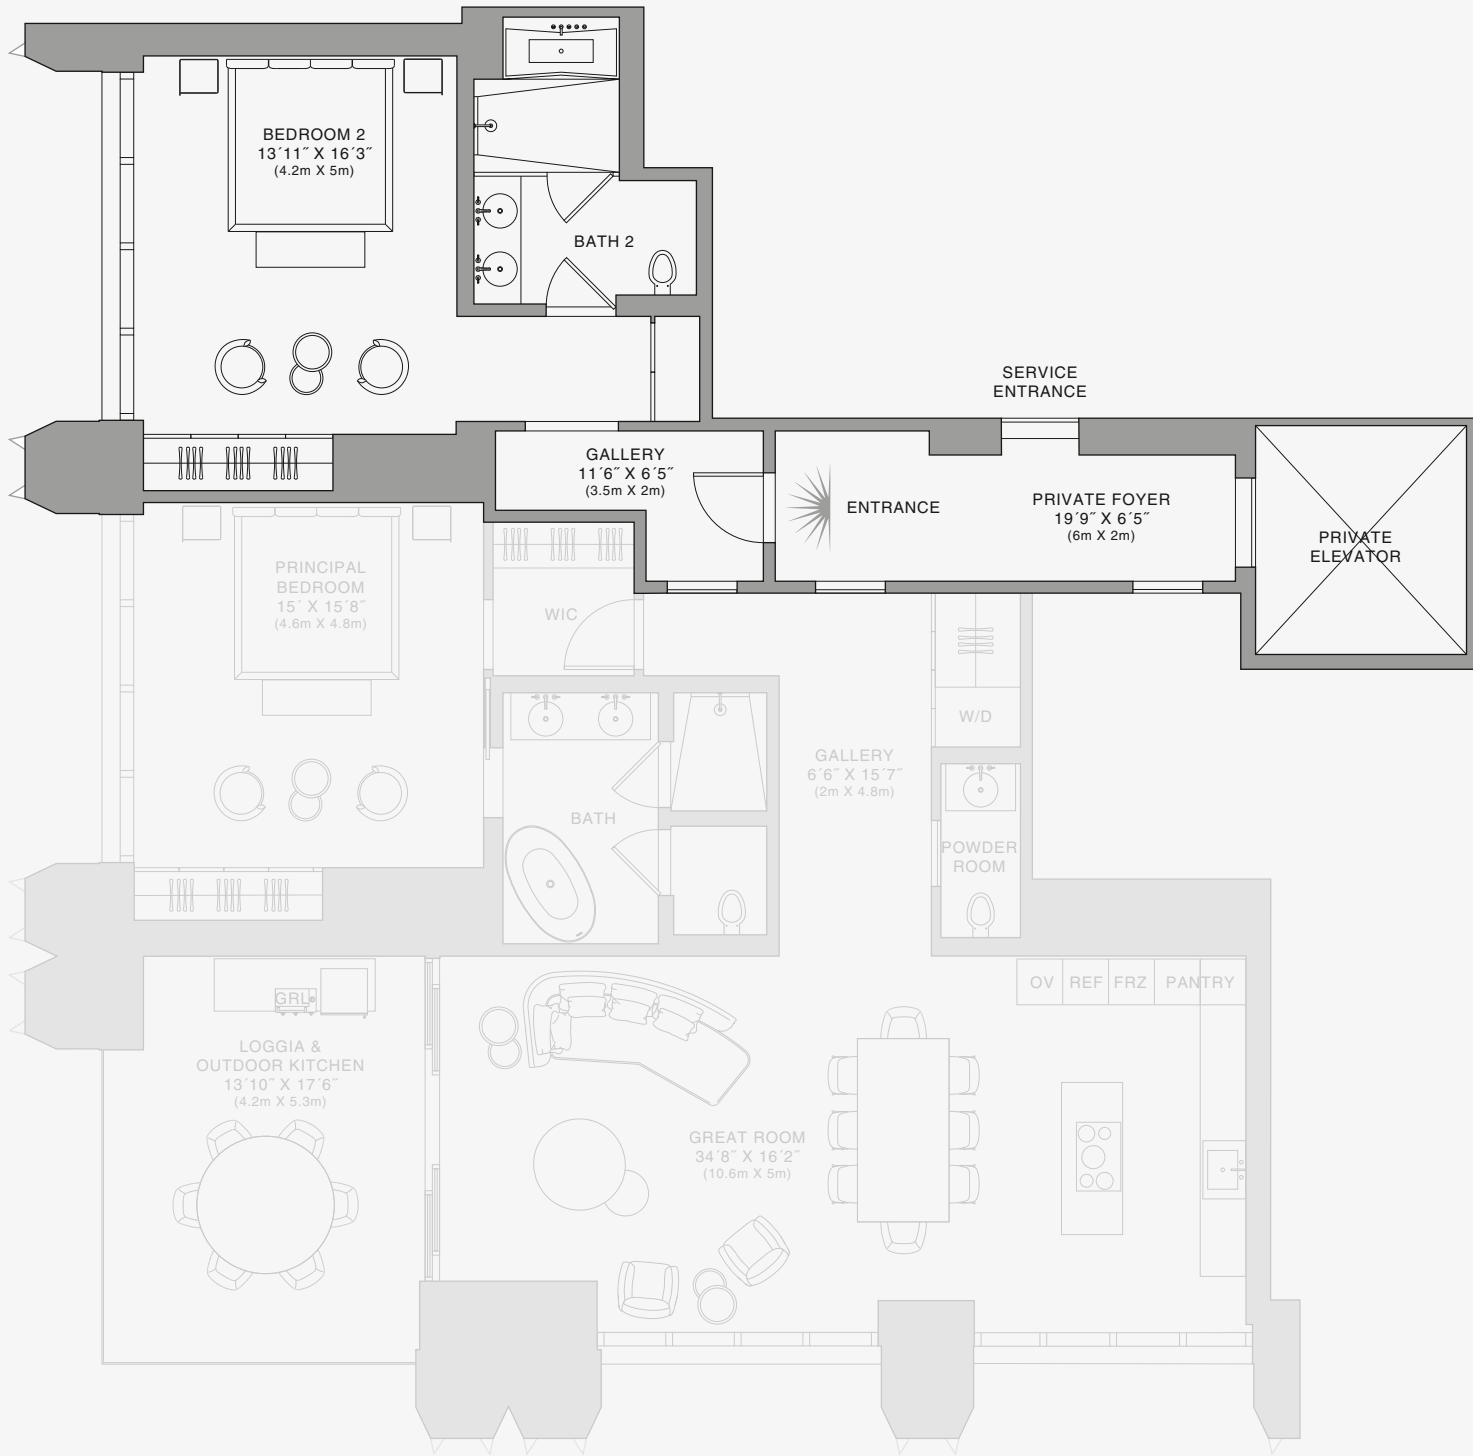 BEDROOM 2
13´11˝ X 16´3˝
(4.2m X 5m)
BATH 2
SERVICE
ENTRANCE
GALLERY
11´6˝ X 6´5˝
(3.5m X 2m)
ENTRANCE
PRIVATE FOYER
19´9˝ X 6´5˝
(6m X 2m)
PRIVATE
ELEVATOR
PRINCIPAL
BEDROOM
15´ X 15´8˝
(4.6m X 4.8m)
WIC
W/D
GALLERY
6´6˝ X 15´7˝
(2m X 4.8m)
BATH
POWDER
ROOM
GRL
OV REF FRZ PANTRY
LOGGIA &
OUTDOOR KITCHEN
13´10˝ X 17´6˝
(4.2m X 5.3m)
GREAT ROOM
34´8˝ X 16´2˝
(10.6m X 5m)